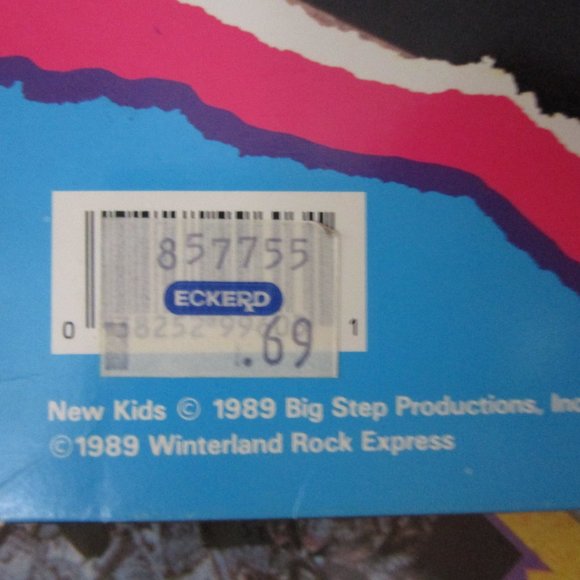 857755
ECKERD
.69
0 1
New Kids © 1989 Big Step Productions, Inc
©1989 Winterland Rock Express